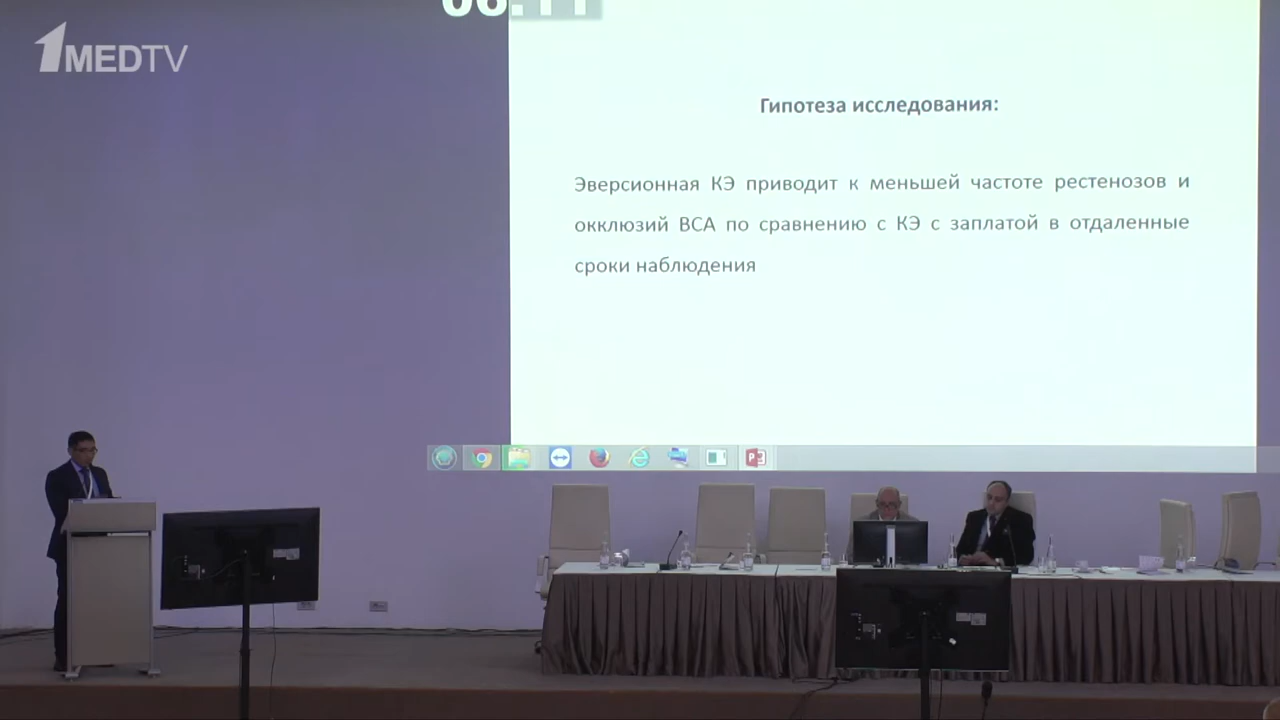 1MEDTV
Гипотеза исследования:
Эверсионная КЭ приводит к меньшей частоте рестенозов и
окклюзий ВСА по сравнению с КЭ с заплатой в отдаленные
сроки наблюдения